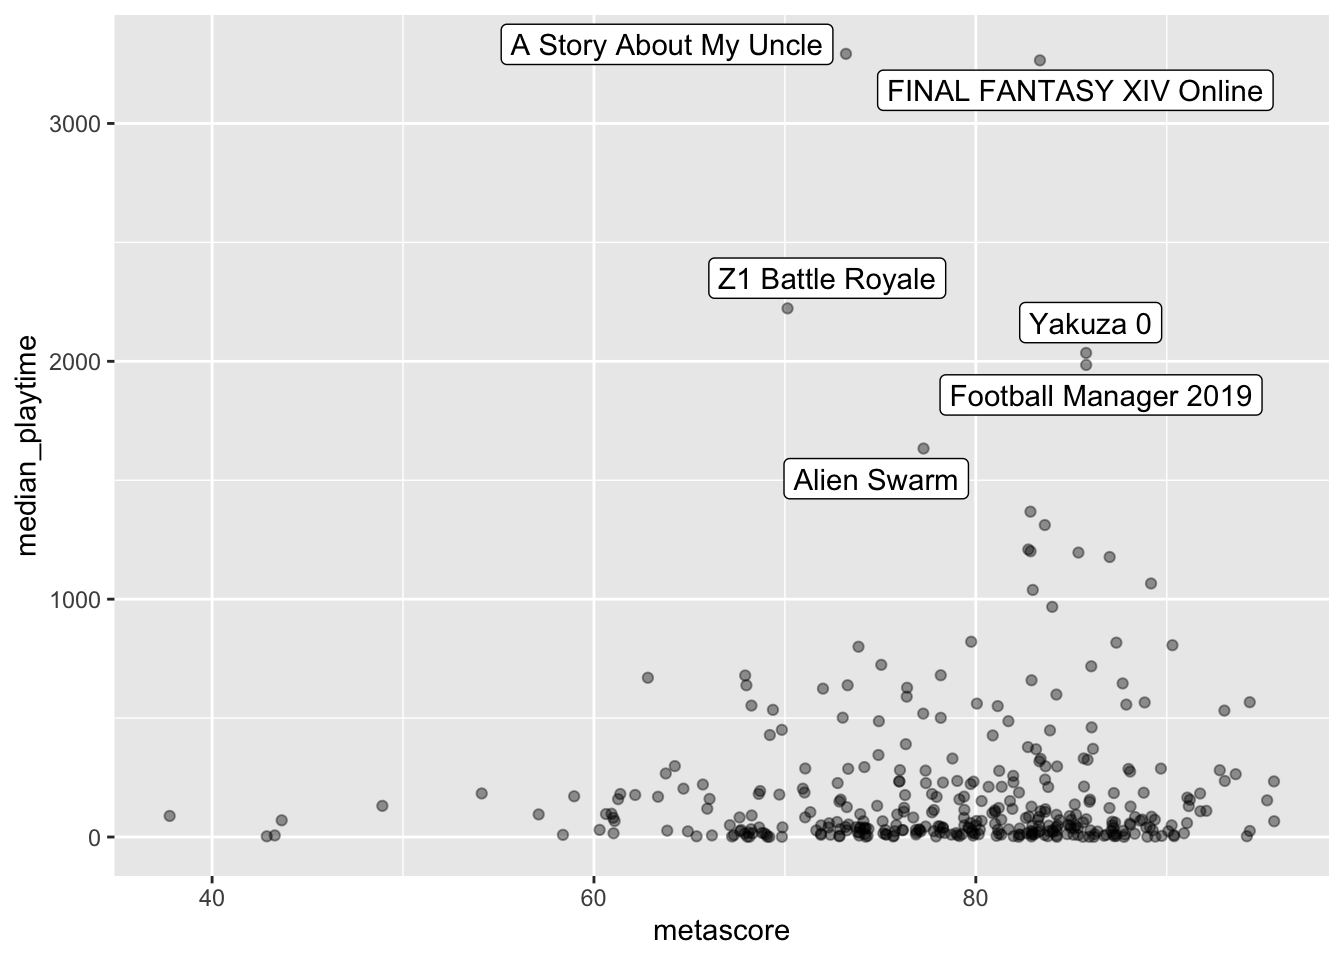 A Story About My Uncle
FINAL FANTASY XIV Online
3000
Z1 Battle Royale
Yakuza 0
2000
Football Manager 2019
Alien Swarm
1000
0
median_playtime
40
60
80
metascore